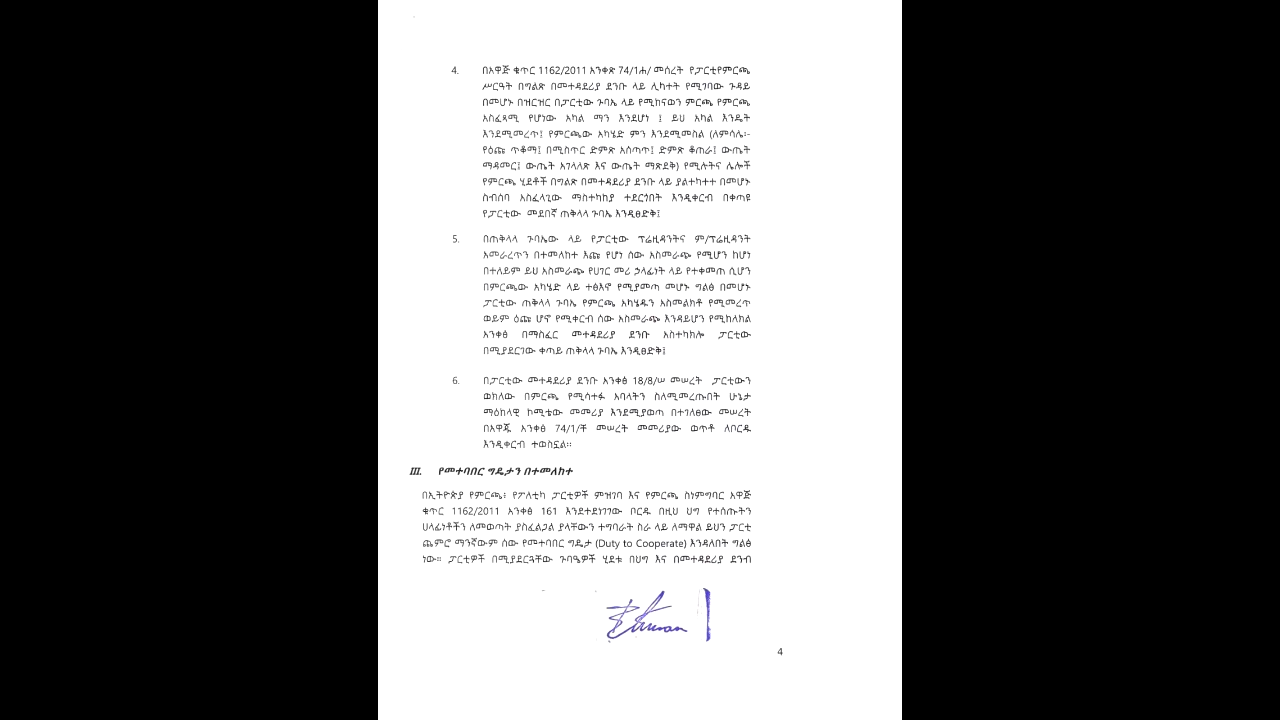 4. በአዋጅ ቁጥር 1162/2011 አንቀጽ 74/1ሐ/ መሰረት የፓርቲየምርጫ
ሥርዓት በግልጽ በመተዳደሪያ ደንቡ ላይ ሊካተት የሚገባው ጉዳይ
በመሆኑ በዝርዝር በፓርቲው ጉባኤ ላይ የሚከናወን ምርጫ የምርጫ
አስፈጻሚ የሆነው አካል ማን እንደሆነ ፤ ይህ አካል እንዴት
እንደሚመረጥ፤ የምርጫው አካሄድ ምን እንደሚመስል (ለምሳሌ፡-
የዕጩ ጥቆማ፤ በሚስጥር ድምጽ አሰጣጥ፤ ድምጽ ቆጠራ፤ ውጤት
ማዳመር፤ ውጤት አገላለጽ እና ውጤት ማጽደቅ) የሚሉትና ሌሎች
የምርጫ ሂደቶች በግልጽ በመተዳደሪያ ደንቡ ላይ ያልተካተተ በመሆኑ
ስብሰባ አስፈላጊው ማስተካከያ ተደርጎበት እንዲቀርብ በቀጣዩ
የፓርቲው መደበኛ ጠቅላላ ጉባኤ እንዲፀድቅ፤
5. በጠቅላላ ጉባኤው ላይ የፓርቲው ፕሬዚዳንትና ም/ፕሬዚዳንት
አመራረጥን በተመለከተ እጩ የሆነ ሰው አስመራጭ የሚሆን ከሆነ
በተለይም ይህ አስመራጭ የሀገር መሪ ኃላፊነት ላይ የተቀመጠ ሲሆን
በምርጫው አካሄድ ላይ ተፅእኖ የሚያመጣ መሆኑ ግልፅ በመሆኑ
ፓርቲው ጠቅላላ ጉባኤ የምርጫ አካሄዱን አስመልክቶ የሚመረጥ
ወይም ዕጩ ሆኖ የሚቀርብ ሰው አስመራጭ እንዳይሆን የሚከለክል
አንቀፅ በማስፈር መተዳደሪያ ደንቡ አስተካክሎ ፓርቲው
በሚያደርገው ቀጣይ ጠቅላላ ጉባኤ እንዲፀድቅ፤
6. በፓርቲው መተዳደሪያ ደንቡ አንቀፅ 18/8/ሠ መሠረት ፓርቲውን
ወክለው በምርጫ የሚሳተፉ አባላትን ስለሚመረጡበት ሁኔታ
ማዕከላዊ ኮሚቴው መመሪያ እንደሚያወጣ በተገለፀው መሠረት
በአዋጁ አንቀፅ 74/1/ቸ መሠረት መመሪያው ወጥቶ ለቦርዱ
እንዲቀርብ ተወስኗል።
III. የመተባበር ግዴታን በተመለከተ
በኢትዮጵያ የምርጫ፣ የፖለቲካ ፓርቲዎች ምዝገባ እና የምርጫ ስነምግባር አዋጅ
ቁጥር 1162/2011 አንቀፅ 161 እንደተደነገገው ቦርዱ በዚህ ህግ የተሰጡትን
ሀላፊነቶችን ለመወጣት ያስፈልጋል ያላቸውን ተግባራት ስራ ላይ ለማዋል ይህን ፓርቲ
ጨምሮ ማንኛውም ሰው የመተባበር ግዴታ (Duty to Cooperate) እንዳለበት ግልፅ
ነው። ፓርቲዎች በሚያደርጓቸው ጉባዔዎች ሂደቱ በህግ እና በመተዳደሪያ ደንብ
4